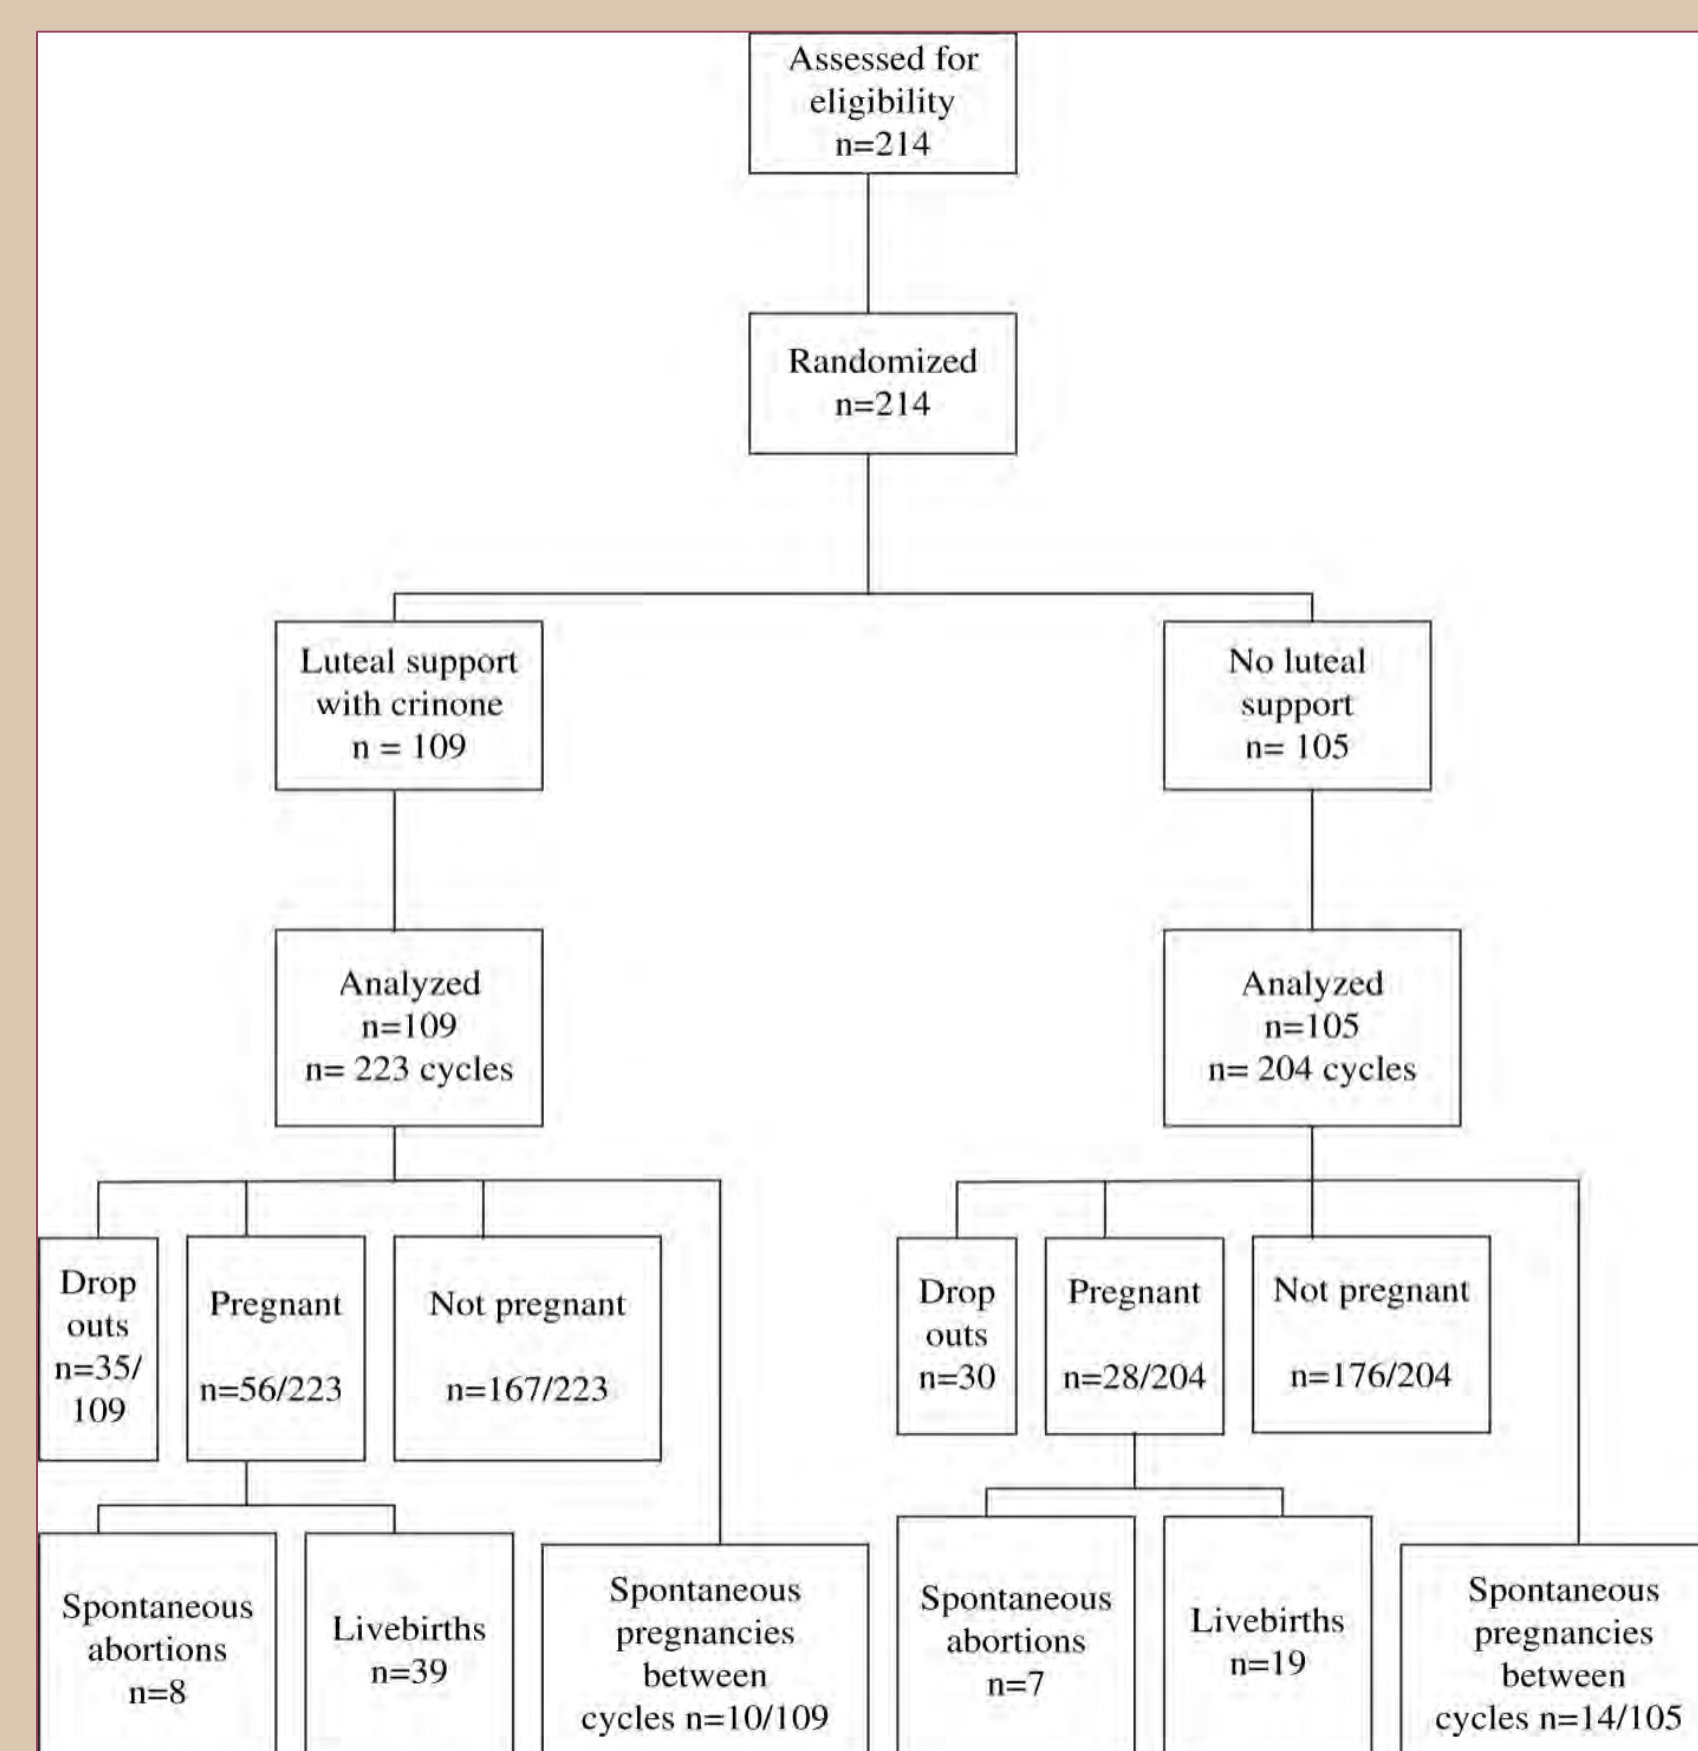 Assessed for
eligibility
n=214
Randomized
n=214
Luteal support
with crinone
n = 109
No luteal
support
n= 105
Analyzed
n=109
n= 223 cycles
Analyzed
n=105
n= 204 cycles
Drop
outs
n=35/
109
Pregnant
n=56/223
Not pregnant
n=167/223
Drop
outs
n=30
Pregnant
n=28/204
Not pregnant
n=176/204
Spontaneous
abortions
n=8
Livebirths
n=39
Spontaneous
pregnancies
between
cycles n=10/109
Spontaneous
abortions
n=7
Livebirths
n=19
Spontaneous
pregnancies
between
cycles n=14/105